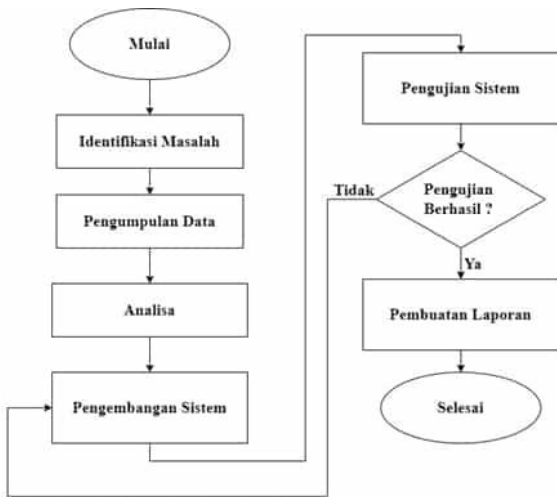 Mulai
Identifikasi Masalah
Pengumpulan Data
Analisa
Pengembangan Sistem
Pengujian Sistem
Pengujian
Berhasil ?
Tidak
Ya
Pembuatan Laporan
Selesai